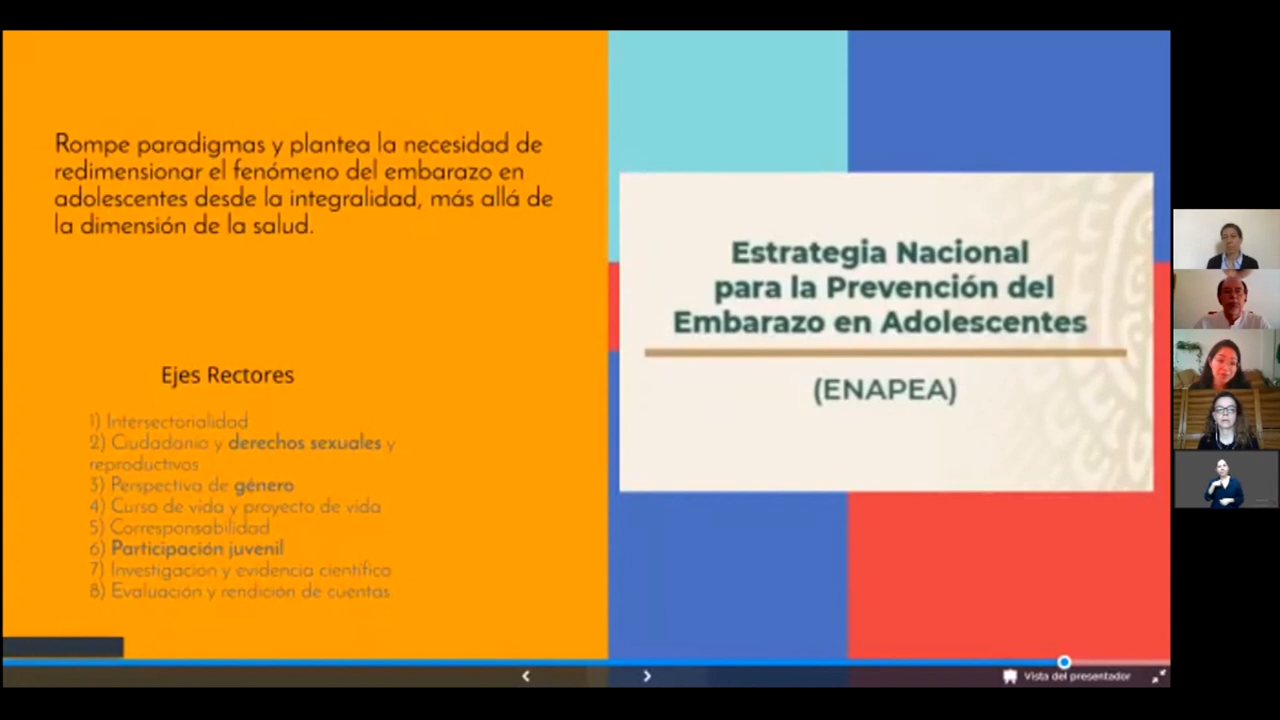 Rompe paradigmas y plantea la necesidad de
redimensionar el fenómeno del embarazo en
adolescentes desde la integralidad, más allá de
la dimensión de la salud.
Ejes Rectores
1) Intersectorialidad
2) Ciudadania y derechos sexuales y
reproductivos
3) Perspectiva de género
4) Curso de vida y proyecto de vida
5) Corresponsabilidad
6) Participación juvenil
7) Investigación y evidencia científica
8) Evaluación y rendición de cuentas
Estrategia Nacional
para la Prevención del
Embarazo en Adolescentes
(ENAPEA)
Vista del presentador